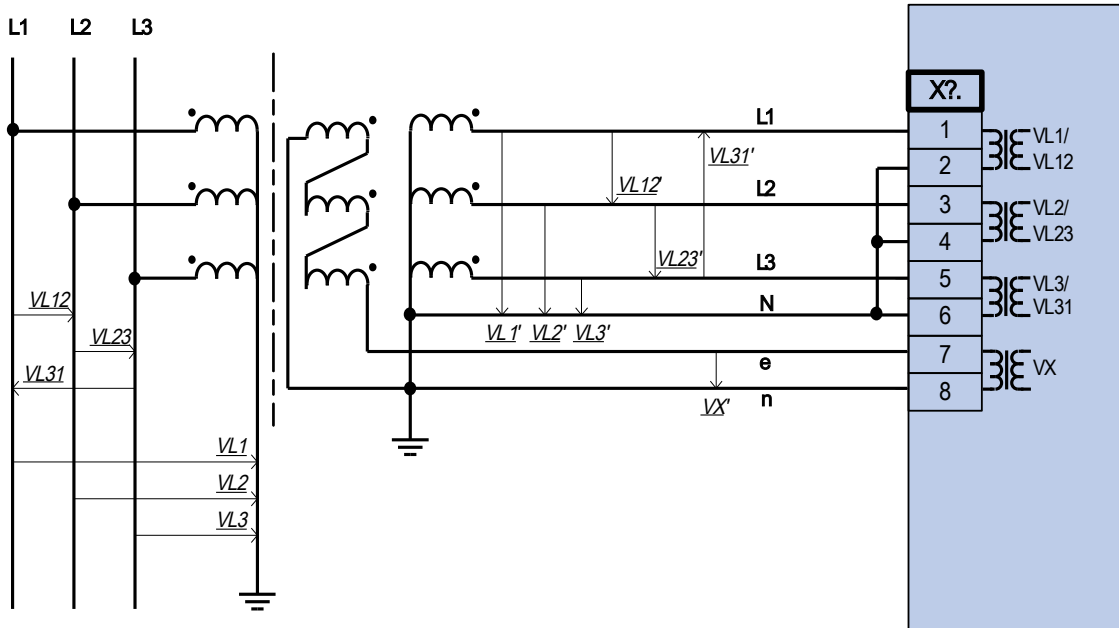 L1 L2 L3
X?.
L1
1
VL1/
VL12
VL31'
2
VL12'
L2
3
VL2/
VL23
4
VL23'
L3
5
VL3/
VL31
VL12
N
6
VL1' VL2' VL3'
VL23
7
e
VX
VL31
8
n
VX'
VL1
VL2
VL3